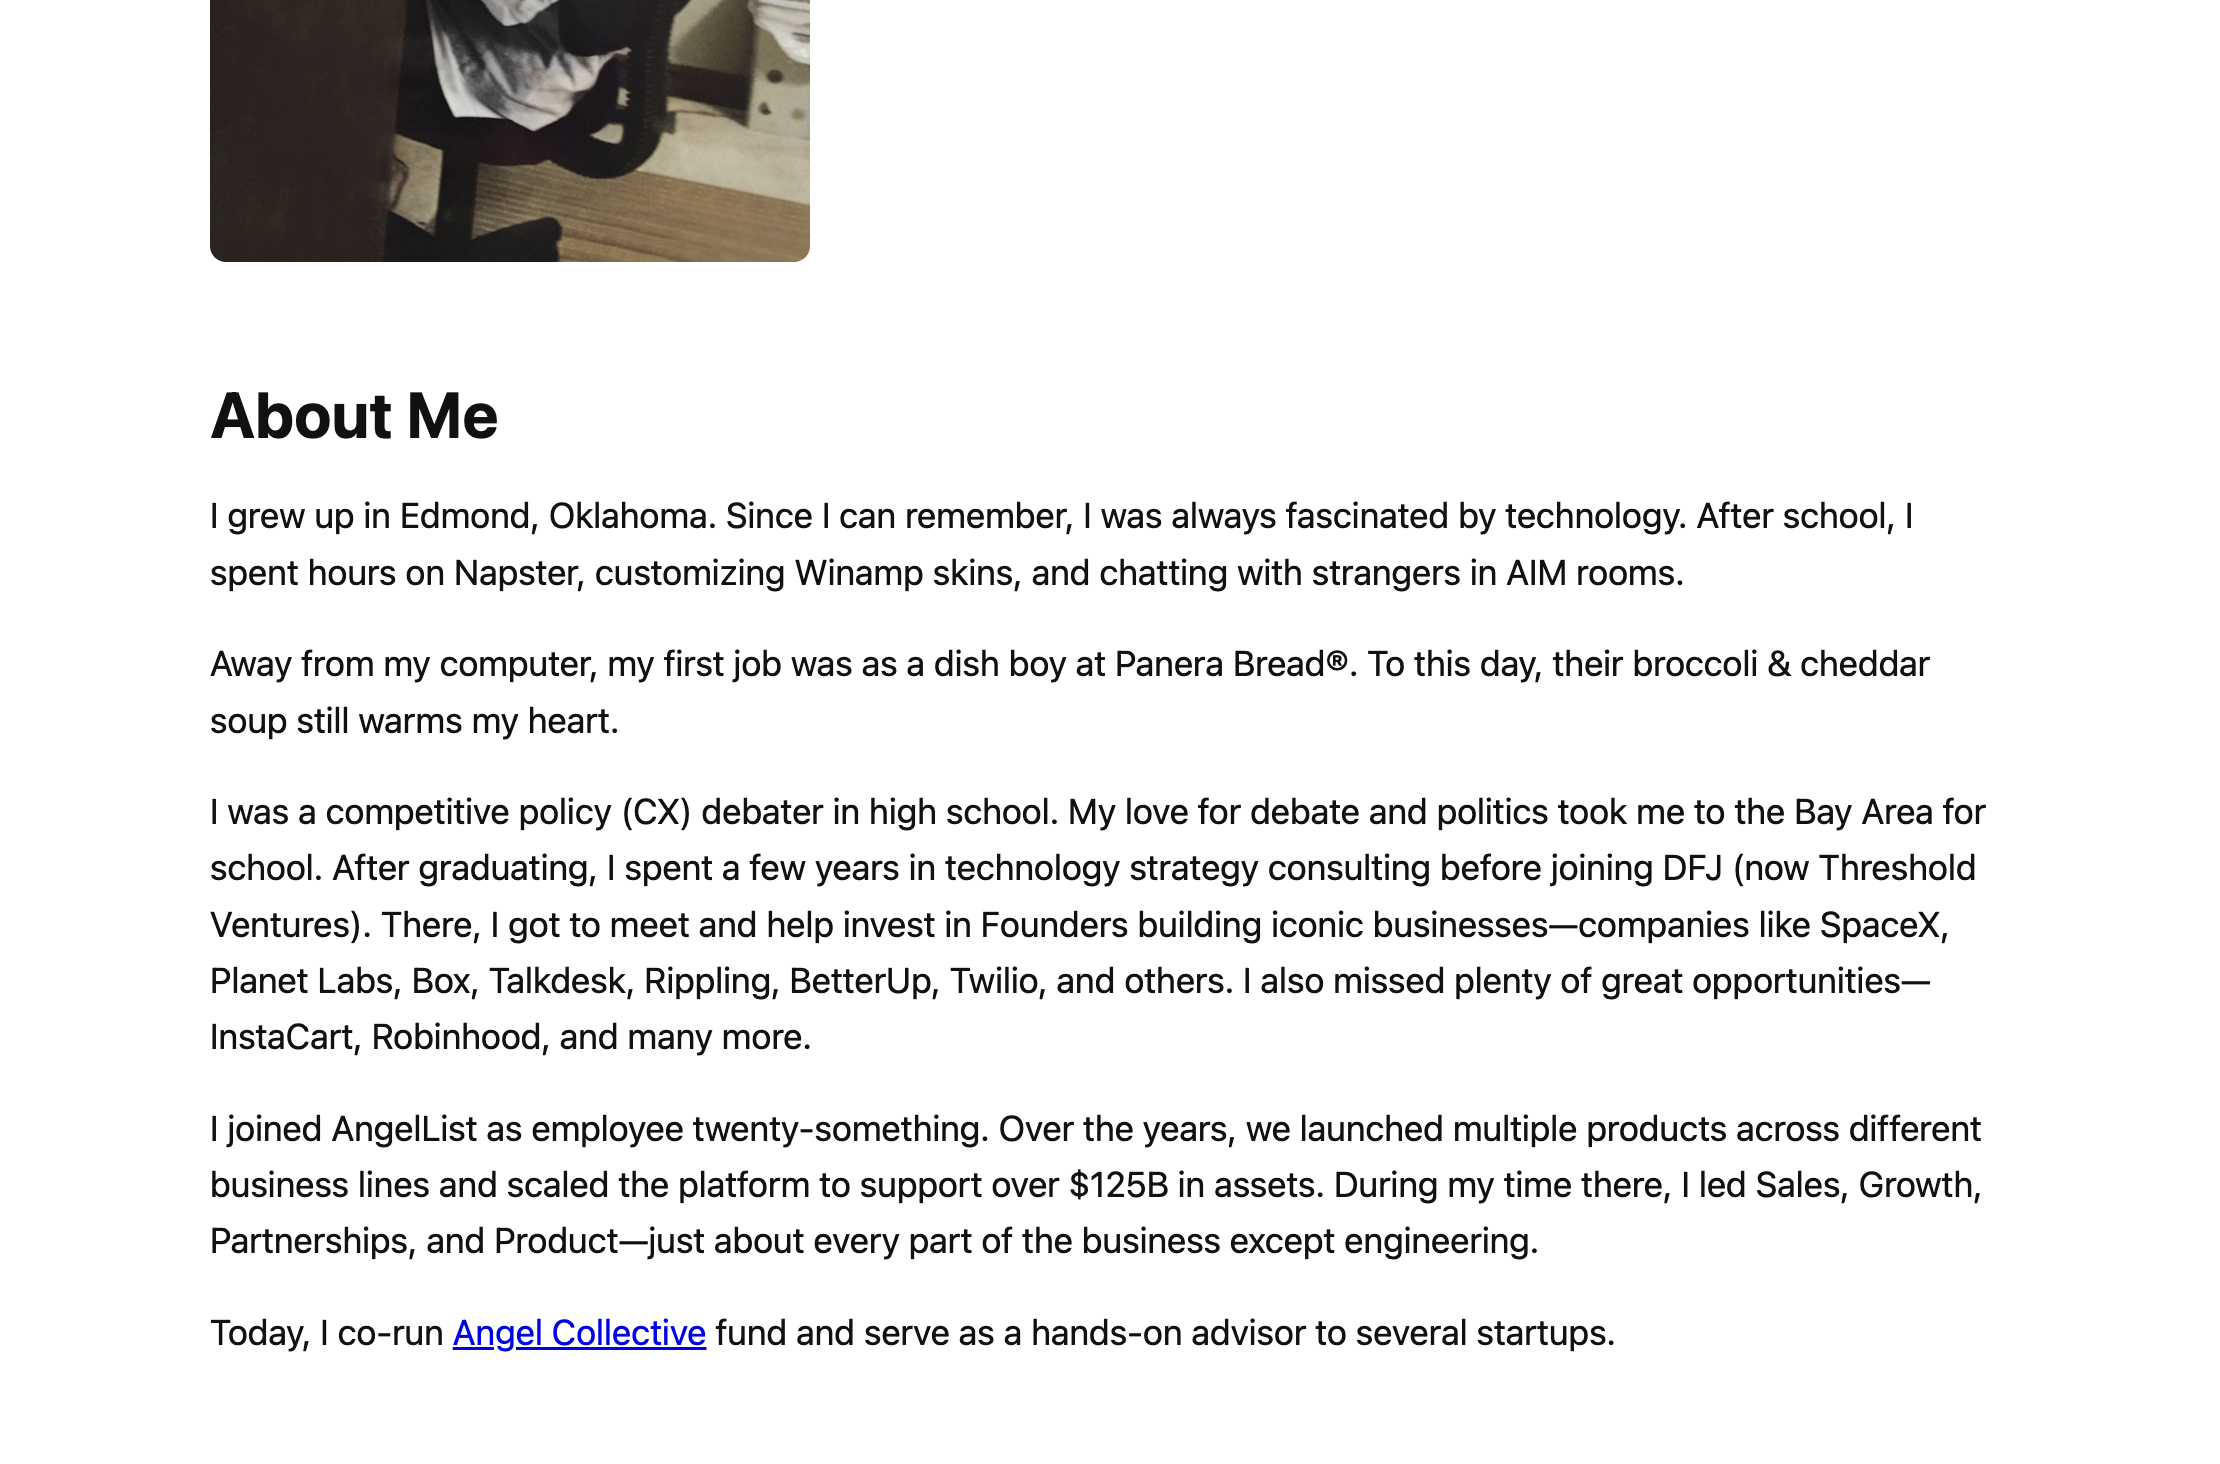 About Me
I grew up in Edmond, Oklahoma. Since I can remember, I was always fascinated by technology. After school, I
spent hours on Napster, customizing Winamp skins, and chatting with strangers in AIM rooms.
Away from my computer, my first job was as a dish boy at Panera Bread®. To this day, their broccoli & cheddar
soup still warms my heart.
I was a competitive policy (CX) debater in high school. My love for debate and politics took me to the Bay Area for
school. After graduating, I spent a few years in technology strategy consulting before joining DFJ (now Threshold
Ventures). There, I got to meet and help invest in Founders building iconic businesses—companies like SpaceX,
Planet Labs, Box, Talkdesk, Rippling, BetterUp, Twilio, and others. I also missed plenty of great opportunities—
InstaCart, Robinhood, and many more.
I joined AngelList as employee twenty-something. Over the years, we launched multiple products across different
business lines and scaled the platform to support over $125B in assets. During my time there, I led Sales, Growth,
Partnerships, and Product—just about every part of the business except engineering.
Today, I co-run Angel Collective fund and serve as a hands-on advisor to several startups.